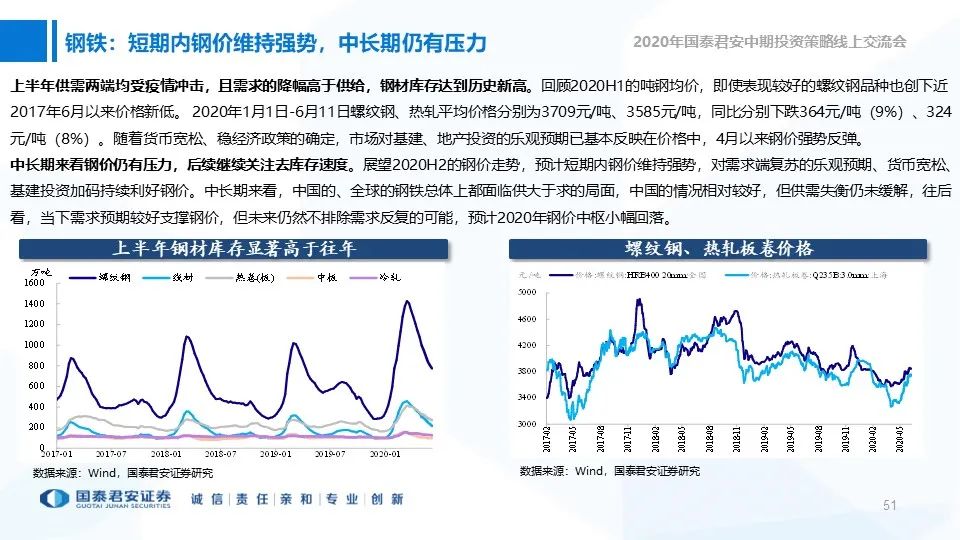 钢铁：短期内钢价维持强势，中长期仍有压力
2020年国泰君安中期投资策略线上交流会
上半年供需两端均受疫情冲击，且需求的降幅高于供给，钢材库存达到历史新高。回顾2020H1的吨钢均价，即使表现较好的螺纹钢品种也创下近
2017年6月以来价格新低。 2020年1月1日-6月11日螺纹钢、热轧平均价格分别为3709元/吨、3585元/吨，同比分别下跌364元/吨（9%）、324
元/吨（8%）。随着货币宽松、稳经济政策的确定，市场对基建、地产投资的乐观预期已基本反映在价格中，4月以来钢价强势反弹。
中长期来看钢价仍有压力，后续继续关注去库存速度。展望2020H2的钢价走势，预计短期内钢价维持强势，对需求端复苏的乐观预期、货币宽松、
基建投资加码持续利好钢价。中长期来看，中国的、全球的钢铁总体上都面临供大于求的局面，中国的情况相对较好，但供需失衡仍未缓解，往后
看，当下需求预期较好支撑钢价，但未来仍然不排除需求反复的可能，预计2020年钢价中枢小幅回落。
上半年钢材库存显著高于往年
万吨
螺纹钢 线材 热卷(板) 中板 冷轧
1600
1400
1200
1000
800
600
400
200
0
2017-01 2017-07 2018-01 2018-07 2019-01 2019-07 2020-01
数据来源：Wind，国泰君安证券研究
螺纹钢、热轧板卷价格
元/吨 价格:螺纹钢:HRB400 20mm:全国 价格:热轧板卷:Q235B:3.0mm:上海
5000
4600
4200
3800
3400
3000
2017-02 2017-05 2017-08 2017-11 2018-02 2018-05 2018-08 2018-11 2019-02 2019-05 2019-08 2019-11 2020-02 2020-05
数据来源：Wind，国泰君安证券研究
国泰君安证券
GUOTAI JUNAN SECURITIES
诚信 | 责任 | 亲和 | 专业 | 创新
51